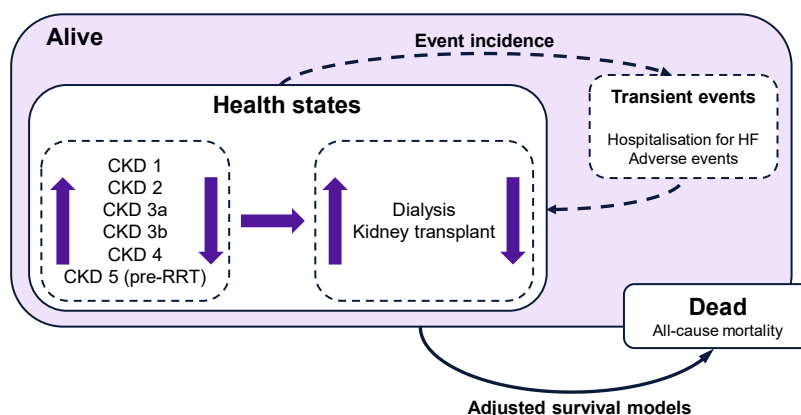 Alive
Event incidence
Health states
Transient events
Hospitalisation for HF
Adverse events
CKD 1
CKD 2
CKD 3a
CKD 3b
CKD 4
CKD 5 (pre-RRT)
Dialysis
Kidney transplant
Dead
All-cause mortality
Adjusted survival models